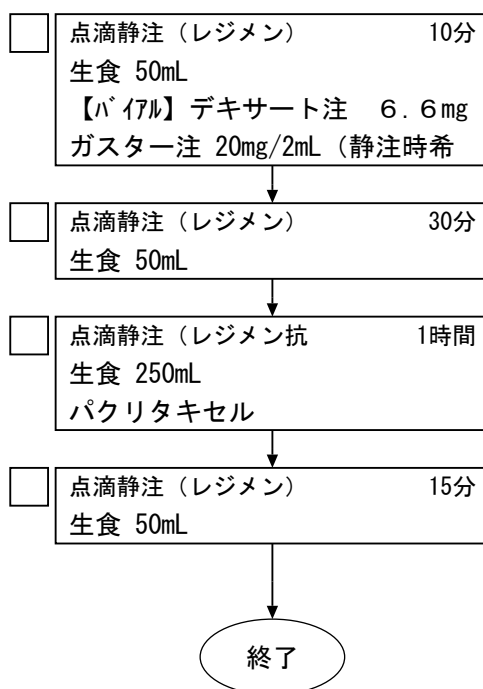 点滴静注（レジメン） 10分
生食 50mL
【ﾊﾞｲｱﾙ】デキサート注 ６.６mg
ガスター注 20mg/2mL（静注時希
点滴静注（レジメン） 30分
生食 50mL
点滴静注（レジメン抗 1時間
生食 250mL
パクリタキセル
点滴静注（レジメン） 15分
生食 50mL
終了